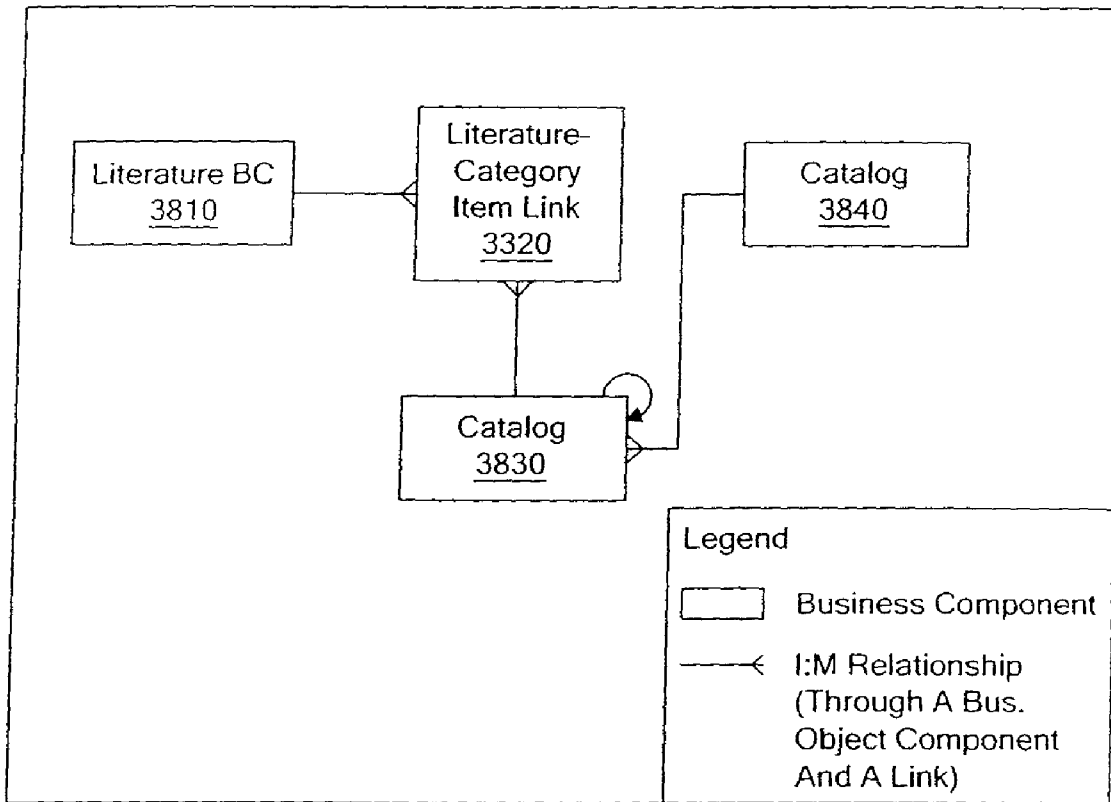 Literature BC
3810
Literature-
Category
Item Link
3320
Catalog
3840
Catalog
3830
Legend
Business Component
I:M Relationship
(Through A Bus.
Object Component
And A Link)